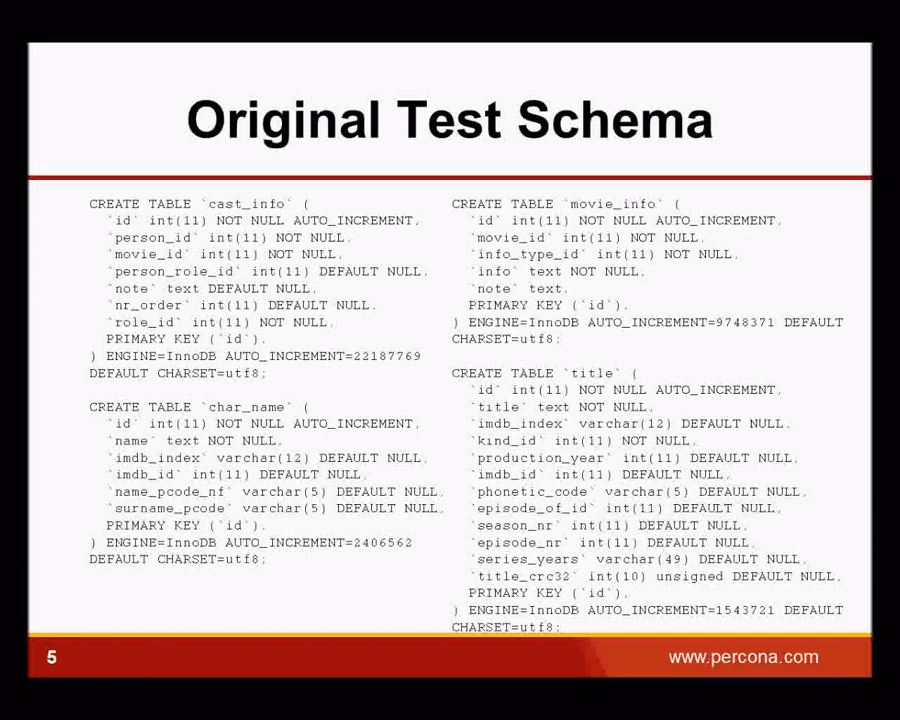 Original Test Schema
CREATE TABLE `cast_info` (
`id` int(11) NOT NULL AUTO_INCREMENT,
`person_id` int(11) NOT NULL,
`movie_id` int(11) NOT NULL,
`person_role_id` int(11) DEFAULT NULL,
`note` text DEFAULT NULL,
`nr_order` int(11) DEFAULT NULL,
`role_id` int(11) NOT NULL,
PRIMARY KEY (`id`),
) ENGINE=InnoDB AUTO_INCREMENT=22187769
DEFAULT CHARSET=utf8;
CREATE TABLE `char_name` (
`id` int(11) NOT NULL AUTO_INCREMENT,
`name` text NOT NULL,
`imdb_index` varchar(12) DEFAULT NULL,
`imdb_id` int(11) DEFAULT NULL,
`name_pcode_nf` varchar(5) DEFAULT NULL,
`surname_pcode` varchar(5) DEFAULT NULL,
PRIMARY KEY (`id`),
) ENGINE=InnoDB AUTO_INCREMENT=2406562
DEFAULT CHARSET=utf8;
CREATE TABLE `movie_info` (
`id` int(11) NOT NULL AUTO_INCREMENT,
`movie_id` int(11) NOT NULL,
`info_type_id` int(11) NOT NULL,
`info` text NOT NULL,
`note` text,
PRIMARY KEY (`id`),
) ENGINE=InnoDB AUTO_INCREMENT=9748371 DEFAULT
CHARSET=utf8;
CREATE TABLE `title` (
`id` int(11) NOT NULL AUTO_INCREMENT,
`title` text NOT NULL,
`imdb_index` varchar(12) DEFAULT NULL,
`kind_id` int(11) NOT NULL,
`production_year` int(11) DEFAULT NULL,
`imdb_id` int(11) DEFAULT NULL,
`phonetic_code` varchar(5) DEFAULT NULL,
`episode_of_id` int(11) DEFAULT NULL,
`season_nr` int(11) DEFAULT NULL,
`episode_nr` int(11) DEFAULT NULL,
`series_years` varchar(49) DEFAULT NULL,
`title_crc32` int(10) unsigned DEFAULT NULL,
PRIMARY KEY (`id`),
) ENGINE=InnoDB AUTO_INCREMENT=1543721 DEFAULT
CHARSET=utf8;
5
www.percona.com